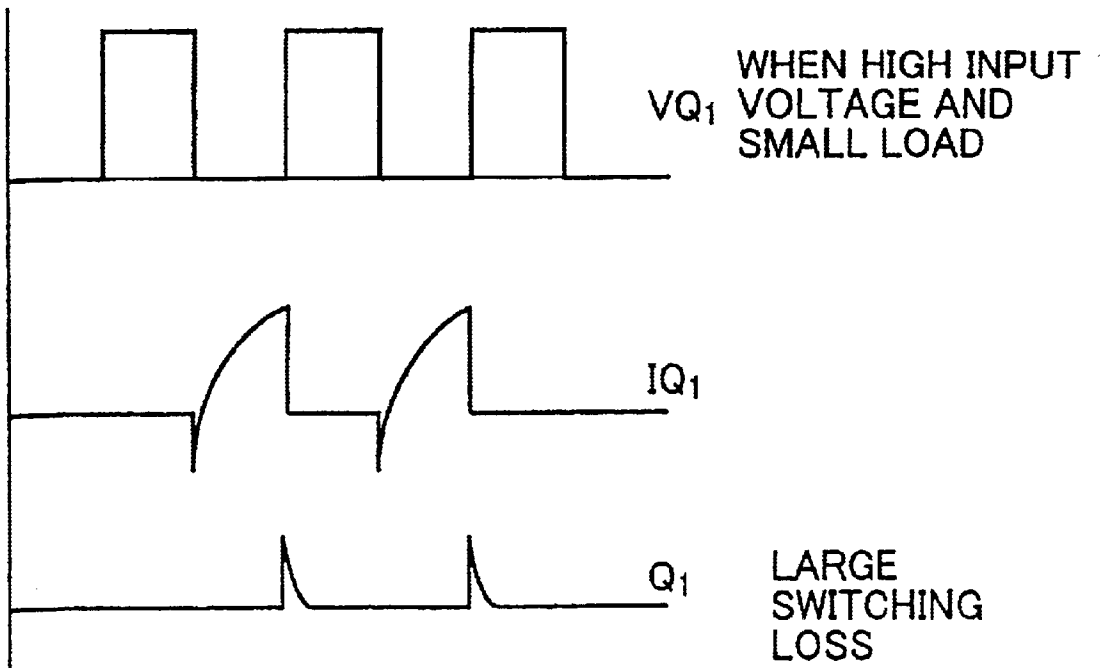 WHEN HIGH INPUT
VQ₁ VOLTAGE AND
SMALL LOAD
IQ₁
Q₁ LARGE
SWITCHING
LOSS